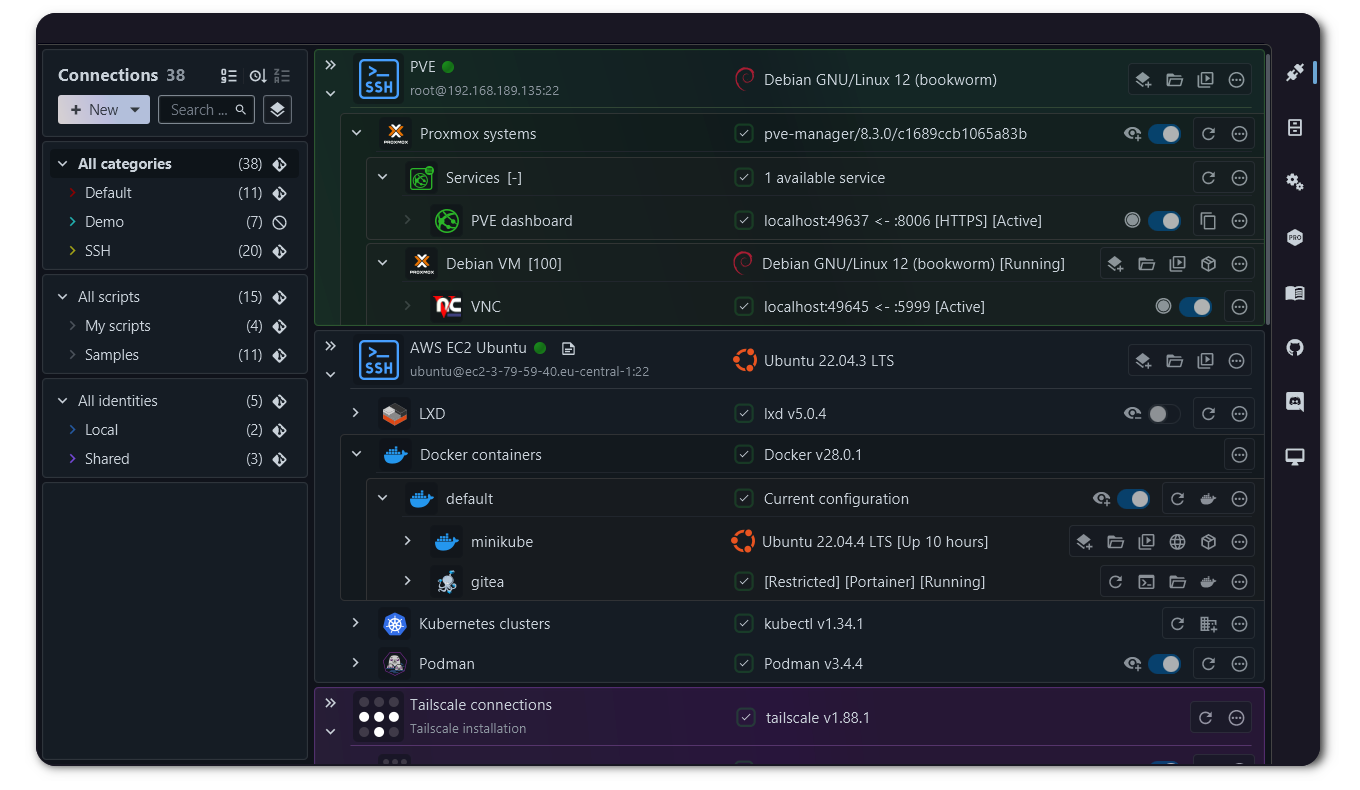 Connections 38
New
Search ...
All categories (38)
Default (11)
Demo (7)
SSH (20)
All scripts (15)
My scripts (4)
Samples (11)
All identities (5)
Local (2)
Shared (3)
SSH
PVE
root@192.168.189.135:22
Debian GNU/Linux 12 (bookworm)
PROXMOX
Proxmox systems
pve-manager/8.3.0/c1689ccb1065a83b
Services [-]
1 available service
PVE dashboard
localhost:49637 <- :8006 [HTTPS] [Active]
PROXMOX
Debian VM [100]
Debian GNU/Linux 12 (bookworm) [Running]
VNC
localhost:49645 <- :5999 [Active]
SSH
AWS EC2 Ubuntu
ubuntu@ec2-3-79-59-40.eu-central-1:22
Ubuntu 22.04.3 LTS
LXD
lxd v5.0.4
Docker containers
Docker v28.0.1
default
Current configuration
minikube
Ubuntu 22.04.4 LTS [Up 10 hours]
gitea
[Restricted] [Portainer] [Running]
Kubernetes clusters
kubectl v1.34.1
Podman
Podman v3.4.4
Tailscale connections
Tailscale installation
tailscale v1.88.1
PRO